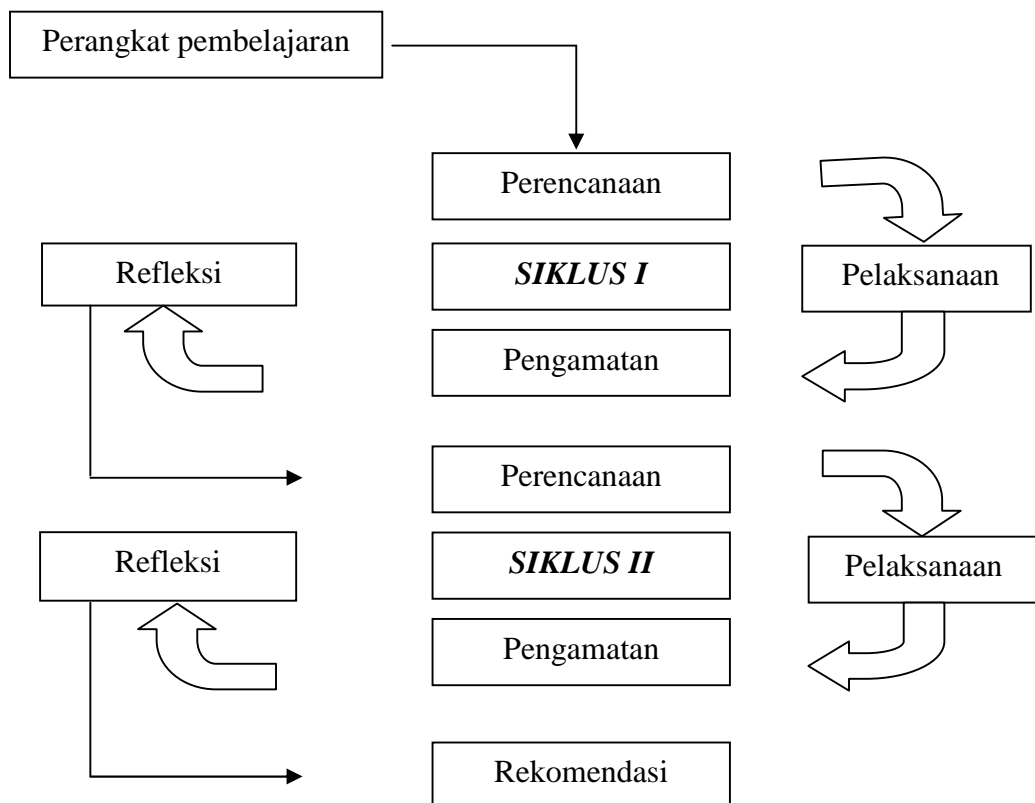 Perangkat pembelajaran
Perencanaan
Refleksi
SIKLUS I
Pelaksanaan
Pengamatan
Perencanaan
Refleksi
SIKLUS II
Pelaksanaan
Pengamatan
Rekomendasi